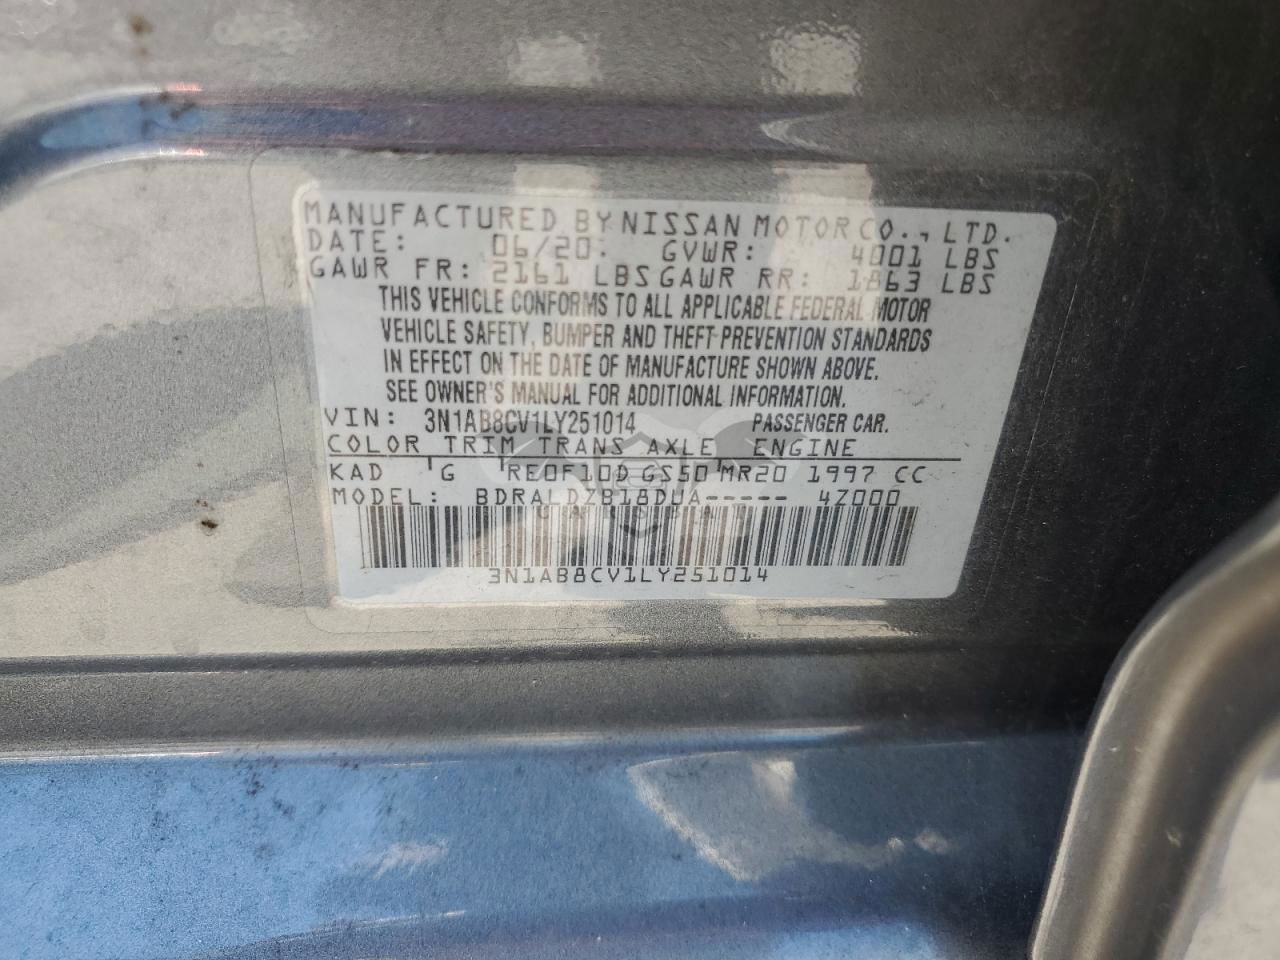 MANUFACTURED BY NISSAN MOTOR CO., LTD.
DATE: 06/20. GVWR: 4001 LBS
GAWR FR: 2161 LBS GAWR RR: 1863 LBS
THIS VEHICLE CONFORMS TO ALL APPLICABLE FEDERAL MOTOR
VEHICLE SAFETY, BUMPER AND THEFT PREVENTION STANDARDS
IN EFFECT ON THE DATE OF MANUFACTURE SHOWN ABOVE.
SEE OWNER'S MANUAL FOR ADDITIONAL INFORMATION.
VIN: 3N1AB8CV1LY251014 PASSENGER CAR.
COLOR TRIM TRANS AXLE ENGINE
KAD G RE0F10D GS50 MR20 1997 CC
MODEL: BDRALDZB18DUA----- 4Z000
3N1AB8CV1LY251014